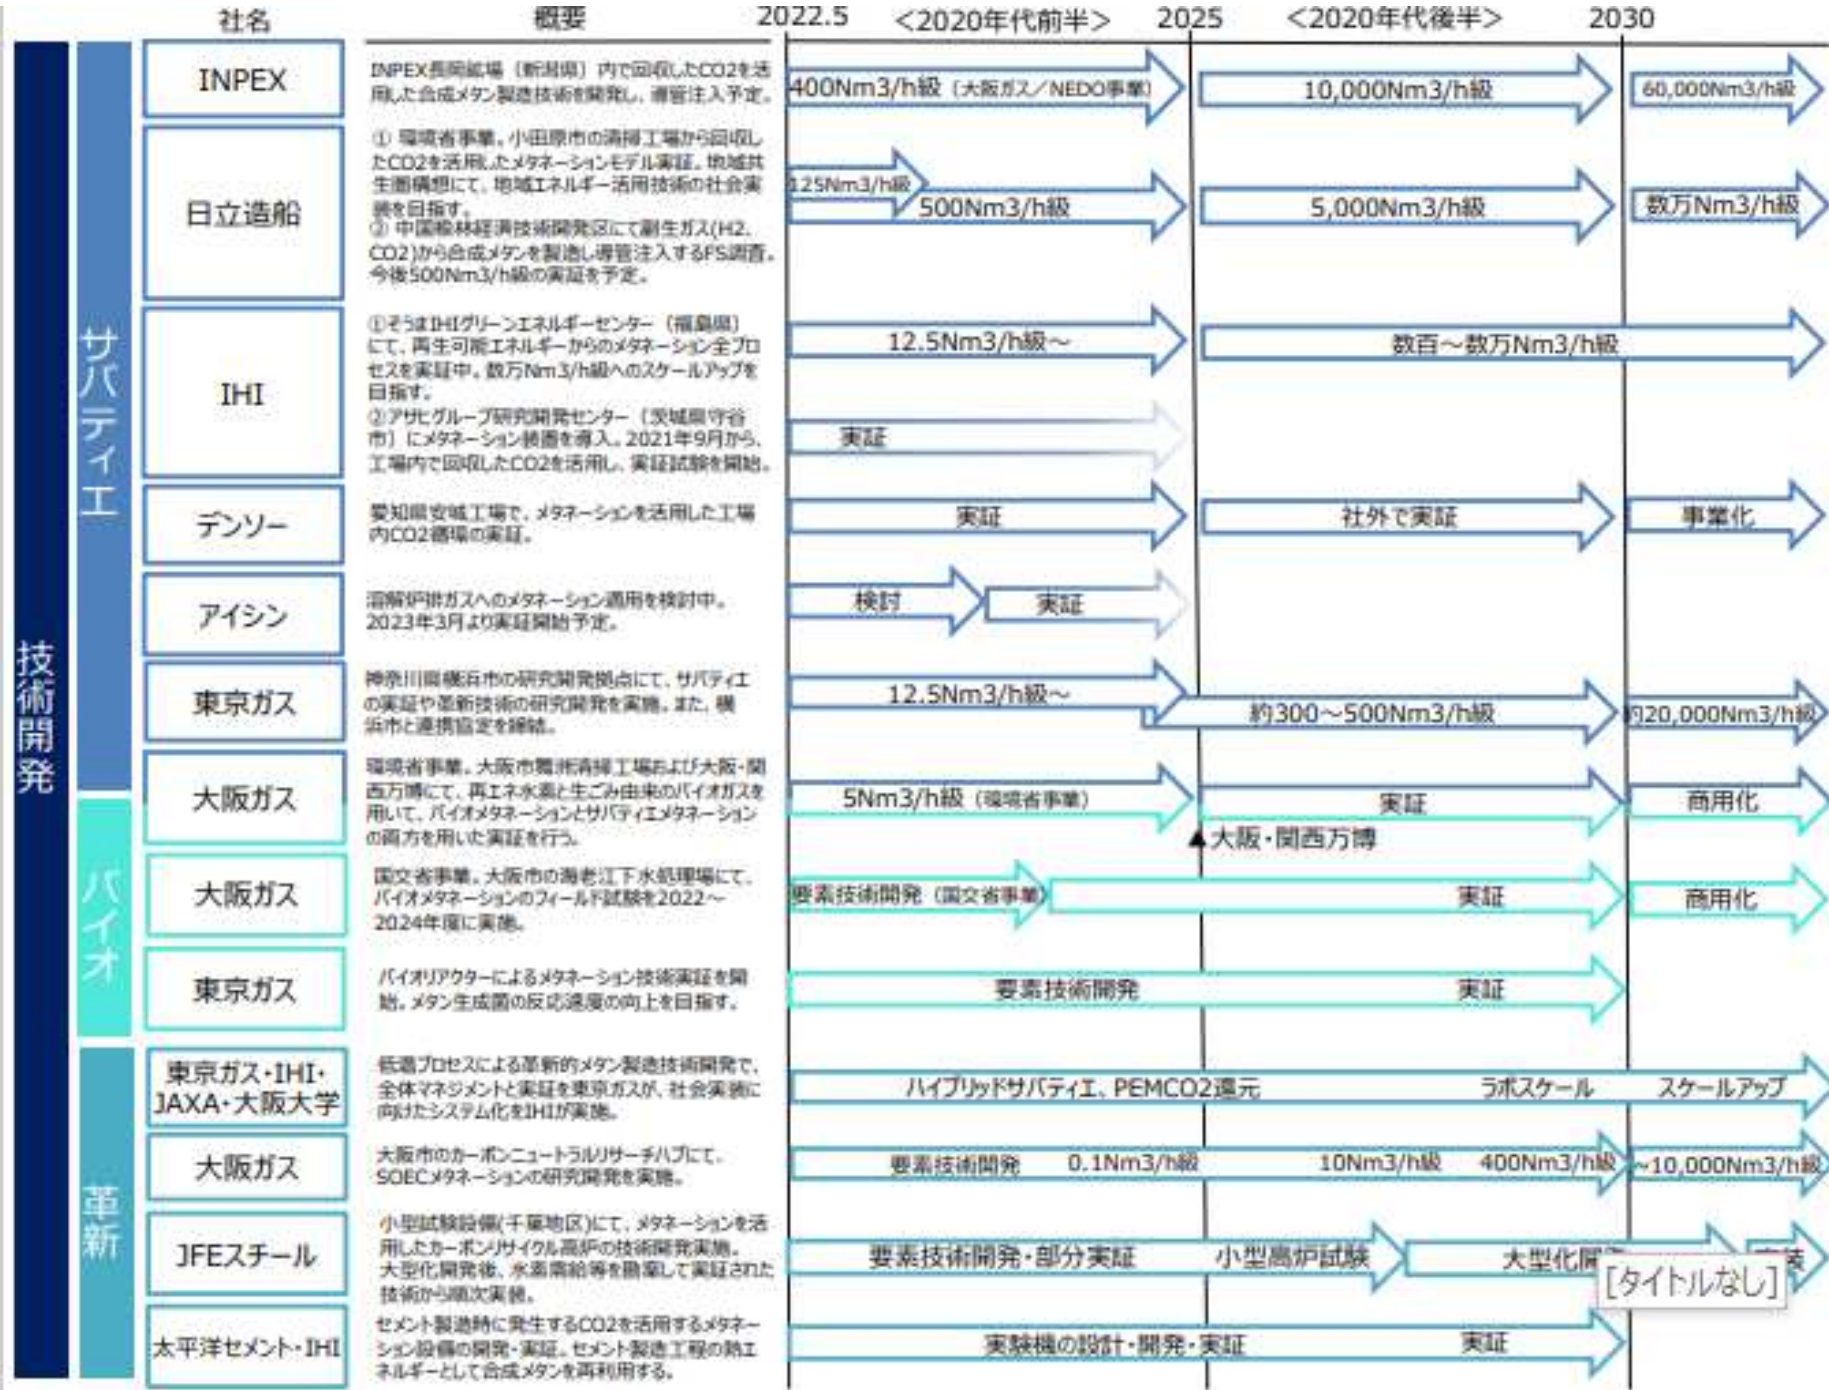 社名 概要 2022.5 <2020年代前半> 2025 <2020年代後半> 2030
技術開発
サバティエ
INPEX
INPEX長岡鉱場(新潟県)内で回収したCO2を活
用した合成メタン製造技術を開発し、導管注入予定。
400Nm3/h級(大阪ガス/NEDO事業)
10,000Nm3/h級
60,000Nm3/h級
日立造船
① 環境省事業。小田原市の清掃工場から回収し
たCO2を活用したメタネーションモデル実証。地域共
生圏構想にて、地域エネルギー活用技術の社会実
装を目指す。
② 中国榆林経済技術開発区にて副生ガス(H2、
CO2)から合成メタンを製造し導管注入するFS調査。
今後500Nm3/h級の実証を予定。
125Nm3/h級
500Nm3/h級
5,000Nm3/h級
数万Nm3/h級
IHI
①そうまIHIグリーンエネルギーセンター(福島県)
にて、再生可能エネルギーからのメタネーション全プロ
セスを実証中。数万Nm3/h級へのスケールアップを
目指す。
②アサヒグループ研究開発センター(茨城県守谷
市)にメタネーション装置を導入。2021年9月から、
工場内で回収したCO2を活用し、実証試験を開始。
12.5Nm3/h級~
数百~数万Nm3/h級
実証
デンソー
愛知県安城工場で、メタネーションを活用した工場
内CO2循環の実証。
実証
社外で実証
事業化
アイシン
溶解炉排ガスへのメタネーション適用を検討中。
2023年3月より実証開始予定。
検討
実証
東京ガス
神奈川県横浜市の研究開発拠点にて、サバティエ
の実証や革新技術の研究開発を実施。また、横
浜市と連携協定を締結。
12.5Nm3/h級~
約300~500Nm3/h級
約20,000Nm3/h級
大阪ガス
環境省事業。大阪市舞洲清掃工場および大阪・関
西万博にて、再エネ水素と生ごみ由来のバイオガスを
用いて、バイオメタネーションとサバティエメタネーション
の両方を用いた実証を行う。
5Nm3/h級(環境省事業)
実証
商用化
▲大阪・関西万博
バイオ
大阪ガス
国交省事業。大阪市の海老江下水処理場にて、
バイオメタネーションのフィールド試験を2022~
2024年度に実施。
要素技術開発(国交省事業)
実証
商用化
東京ガス
バイオリアクターによるメタネーション技術実証を開
始。メタン生成菌の反応速度の向上を目指す。
要素技術開発
実証
革新
東京ガス・IHI・
JAXA・大阪大学
低温プロセスによる革新的メタン製造技術開発で、
全体マネジメントと実証を東京ガスが、社会実装に
向けたシステム化をIHIが実施。
ハイブリッドサバティエ、PEMCO2還元
ラボスケール
スケールアップ
大阪ガス
大阪市のカーボンニュートラルリサーチハブにて、
SOECメタネーションの研究開発を実施。
要素技術開発
0.1Nm3/h級
10Nm3/h級
400Nm3/h級
~10,000Nm3/h級
JFEスチール
小型試験設備(千葉地区)にて、メタネーションを活
用したカーボンリサイクル高炉の技術開発実施。
大型化開発後、水素需給等を勘案して実証された
技術から順次実装。
要素技術開発・部分実証
小型高炉試験
大型化開
装
[タイトルなし]
太平洋セメント・IHI
セメント製造時に発生するCO2を活用するメタネー
ション設備の開発・実証。セメント製造工程の熱エ
ネルギーとして合成メタンを再利用する。
実験機の設計・開発・実証
実証